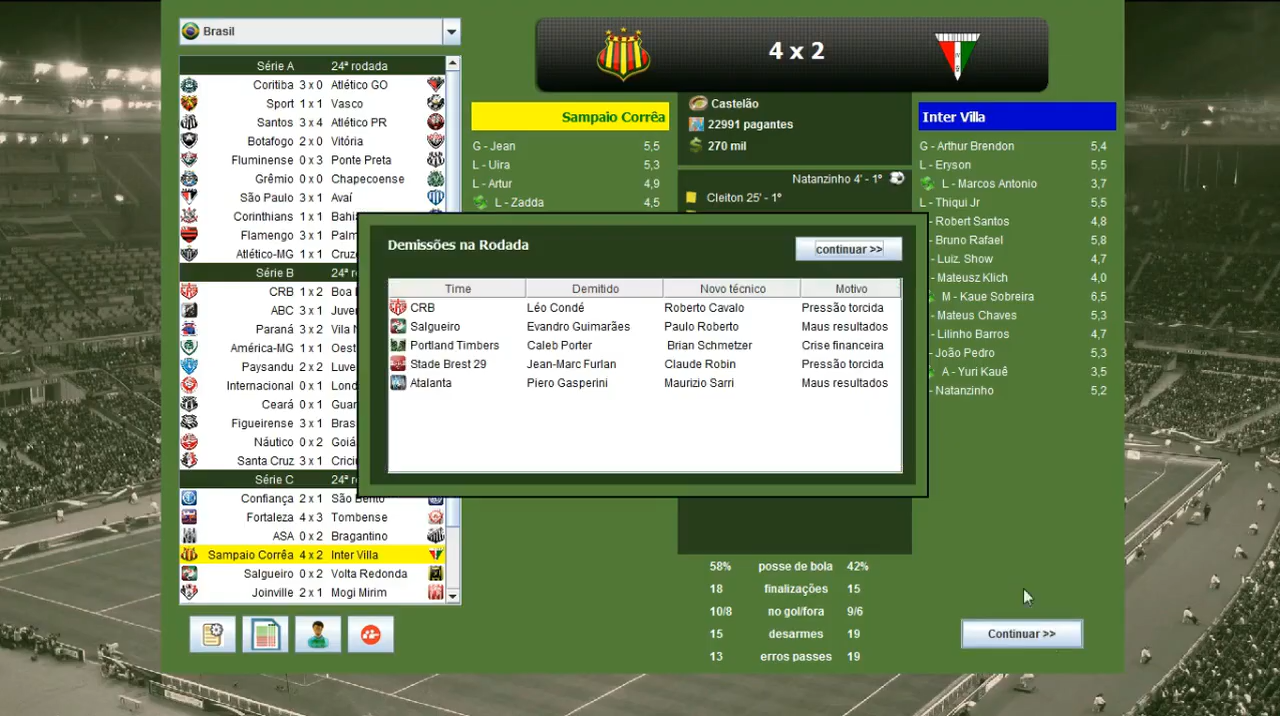 Brasil
4 x 2
Série A 24ª rodada
Coritiba 3 x 0 Atlético GO
Sport 1 x 1 Vasco
Santos 3 x 4 Atlético PR
Botafogo 2 x 0 Vitória
Fluminense 0 x 3 Ponte Preta
Grêmio 0 x 0 Chapecoense
São Paulo 3 x 1 Avaí
Corinthians 1 x 1 Bahi
Flamengo 3 x 1 Palm
Atlético-MG 1 x 1 Cruz
Série B 24ª r
CRB 1 x 2 Boa
ABC 3 x 1 Juve
Paraná 3 x 2 Vila
América-MG 1 x 1 Oest
Paysandu 2 x 2 Luve
Internacional 0 x 1 Lond
Ceará 0 x 1 Guar
Figueirense 3 x 1 Bras
Náutico 0 x 2 Goiá
Santa Cruz 3 x 1 Crici
Série C 24ª ro
Confiança 2 x 1 São Bento
Fortaleza 4 x 3 Tombense
ASA 0 x 2 Bragantino
Sampaio Corrêa 4 x 2 Inter Villa
Salgueiro 0 x 2 Volta Redonda
Joinville 2 x 1 Mogi Mirim
Sampaio Corrêa
G - Jean 5,5
L - Uira 5,3
L - Artur 4,9
L - Zadda 4,5
Castelão
22991 pagantes
270 mil
Natanzinho 4' - 1º
Cleiton 25' - 1º
Inter Villa
G - Arthur Brendon 5,4
L - Eryson 5,5
L - Marcos Antonio 3,7
L - Thiqui Jr 5,5
- Robert Santos 4,8
- Bruno Rafael 5,8
- Luiz. Show 4,7
- Mateusz Klich 4,0
M - Kaue Sobreira 6,5
- Mateus Chaves 5,3
- Lilinho Barros 4,7
- João Pedro 5,3
A - Yuri Kauê 3,5
- Natanzinho 5,2
Demissões na Rodada
continuar >>
Time Demitido Novo técnico Motivo
CRB Léo Condé Roberto Cavalo Pressão torcida
Salgueiro Evandro Guimarães Paulo Roberto Maus resultados
Portland Timbers Caleb Porter Brian Schmetzer Crise financeira
Stade Brest 29 Jean-Marc Furlan Claude Robin Pressão torcida
Atalanta Piero Gasperini Maurizio Sarri Maus resultados
58% posse de bola 42%
18 finalizações 15
10/8 no gol/fora 9/6
15 desarmes 19
13 erros passes 19
Continuar >>